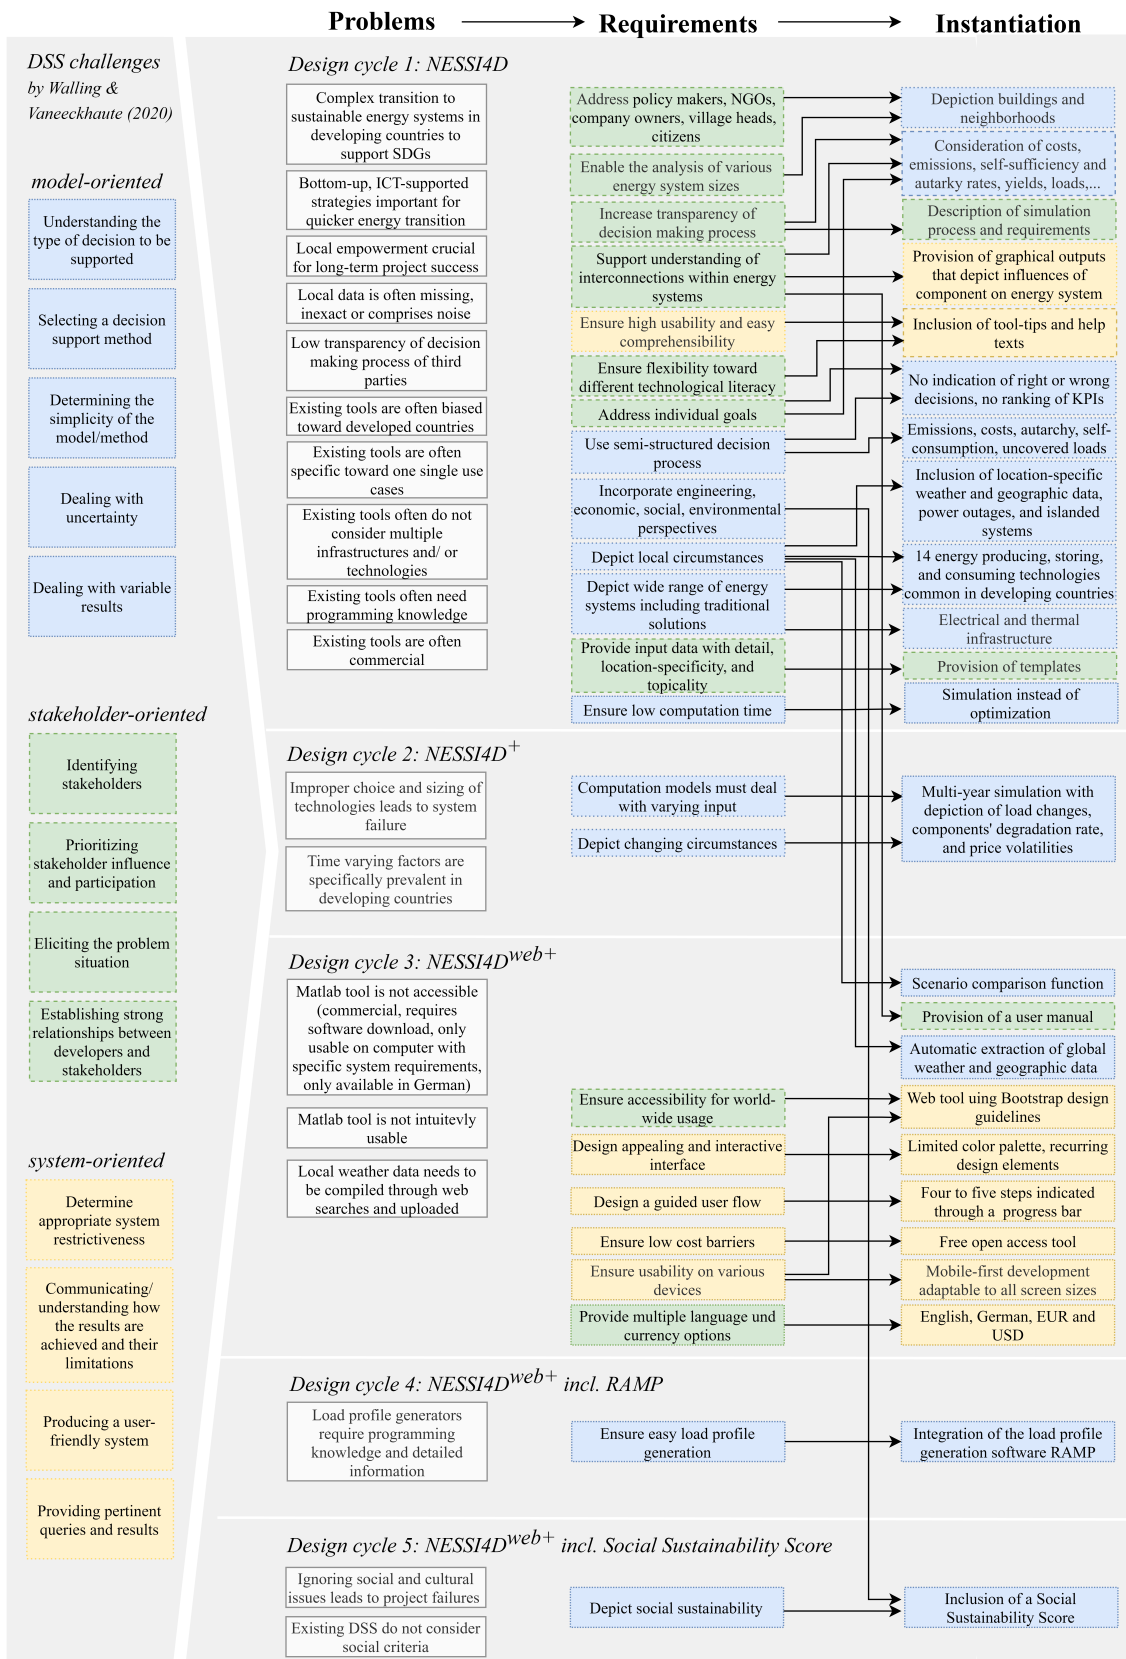 Problems
Requirements
Instantiation
DSS challenges
by Walling &
Vaneeckhaute (2020)
model-oriented
Understanding the
type of decision to be
supported
Selecting a decision
support method
Determining the
simplicity of the
model/method
Dealing with
uncertainty
Dealing with variable
results
stakeholder-oriented
Identifying
stakeholders
Prioritizing
stakeholder influence
and participation
Eliciting the problem
situation
Establishing strong
relationships between
developers and
stakeholders
system-oriented
Determine
appropriate system
restrictiveness
Communicating/
understanding how
the results are
achieved and their
limitations
Producing a user-
friendly system
Providing pertinent
queries and results
Design cycle 1: NESSI4D
Complex transition to
sustainable energy systems in
developing countries to
support SDGs
Bottom-up, ICT-supported
strategies important for
quicker energy transition
Local empowerment crucial
for long-term project success
Local data is often missing,
inexact or comprises noise
Low transparency of decision
making process of third
parties
Existing tools are often biased
toward developed countries
Existing tools are often
specific toward one single use
cases
Existing tools often do not
consider multiple
infrastructures and/ or
technologies
Existing tools often need
programming knowledge
Existing tools are often
commercial
Address policy makers, NGOs,
company owners, village heads,
citizens
Enable the analysis of various
energy system sizes
Increase transparency of
decision making process
Support understanding of
interconnections within energy
systems
Ensure high usability and easy
comprehensibility
Ensure flexibility toward
different technological literacy
Address individual goals
Use semi-structured decision
process
Incorporate engineering,
economic, social, environmental
perspectives
Depict local circumstances
Depict wide range of energy
systems including traditional
solutions
Provide input data with detail,
location-specificity, and
topicality
Ensure low computation time
Depiction buildings and
neighborhoods
Consideration of costs,
emissions, self-sufficiency and
autarky rates, yields, loads,...
Description of simulation
process and requirements
Provision of graphical outputs
that depict influences of
component on energy system
Inclusion of tool-tips and help
texts
No indication of right or wrong
decisions, no ranking of KPIs
Emissions, costs, autarchy, self-
consumption, uncovered loads
Inclusion of location-specific
weather and geographic data,
power outages, and islanded
systems
14 energy producing, storing,
and consuming technologies
common in developing countries
Electrical and thermal
infrastructure
Provision of templates
Simulation instead of
optimization
Design cycle 2: NESSI4D+
Improper choice and sizing of
technologies leads to system
failure
Time varying factors are
specifically prevalent in
developing countries
Computation models must deal
with varying input
Depict changing circumstances
Multi-year simulation with
depiction of load changes,
components' degradation rate,
and price volatilities
Design cycle 3: NESSI4Dweb+
Matlab tool is not accessible
(commercial, requires
software download, only
usable on computer with
specific system requirements,
only available in German)
Matlab tool is not intuitevly
usable
Local weather data needs to
be compiled through web
searches and uploaded
Ensure accessibility for world-
wide usage
Design appealing and interactive
interface
Design a guided user flow
Ensure low cost barriers
Ensure usability on various
devices
Provide multiple language und
currency options
Scenario comparison function
Provision of a user manual
Automatic extraction of global
weather and geographic data
Web tool uing Bootstrap design
guidelines
Limited color palette, recurring
design elements
Four to five steps indicated
through a progress bar
Free open access tool
Mobile-first development
adaptable to all screen sizes
English, German, EUR and
USD
Design cycle 4: NESSI4Dweb+ incl. RAMP
Load profile generators
require programming
knowledge and detailed
information
Ensure easy load profile
generation
Integration of the load profile
generation software RAMP
Design cycle 5: NESSI4Dweb+ incl. Social Sustainability Score
Ignoring social and cultural
issues leads to project failures
Existing DSS do not consider
social criteria
Depict social sustainability
Inclusion of a Social
Sustainability Score